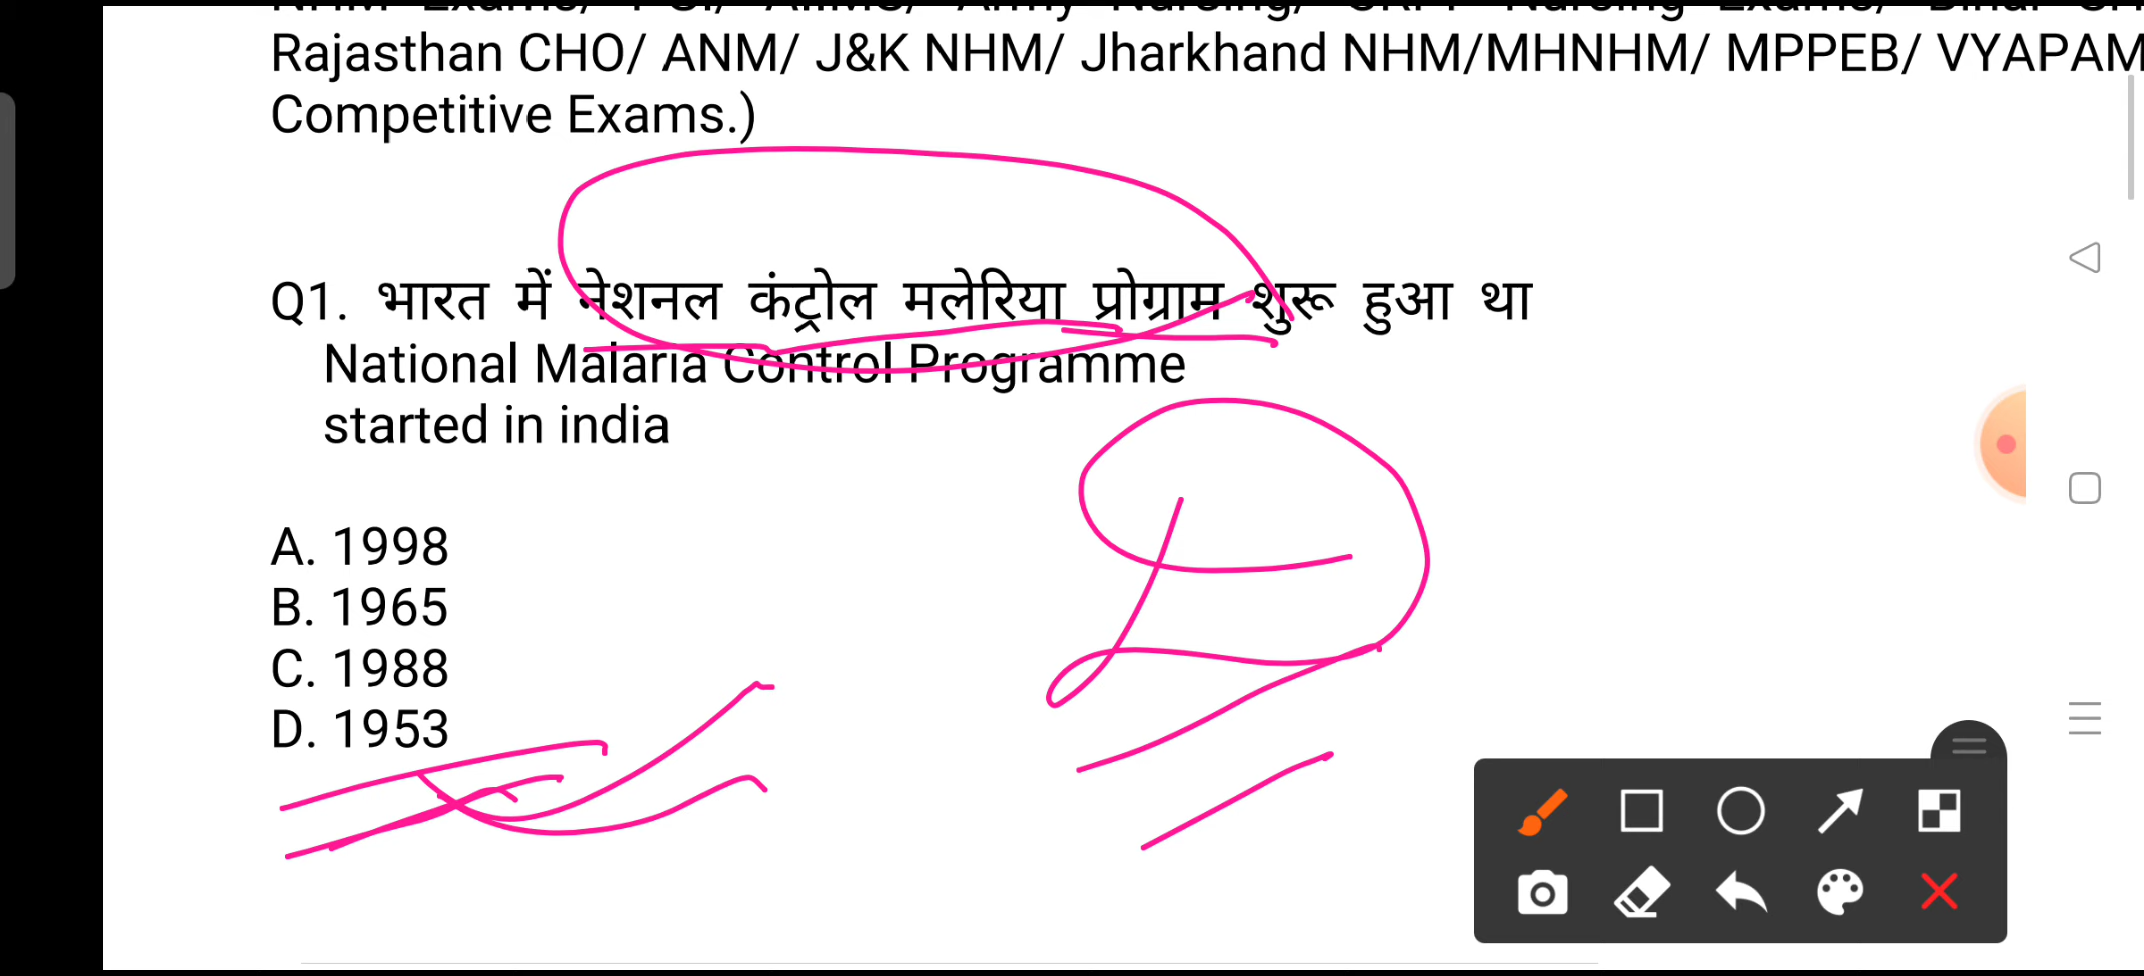 Rajasthan CHO/ ANM/ J&K NHM/ Jharkhand NHM/MHNHM/ MPPEB/ VYAPAM
Competitive Exams.)
Q1. भारत में नेशनल कंट्रोल मलेरिया प्रोग्राम शुरू हुआ था
National Malaria Control Programme
started in india
A. 1998
B. 1965
C. 1988
D. 1953
D